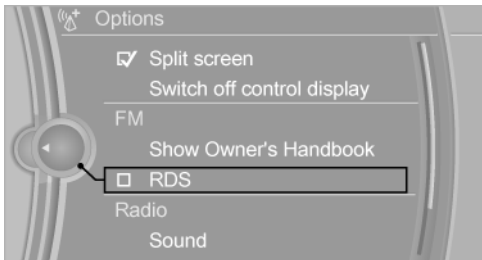 Options
Split screen
Switch off control display
FM
Show Owner's Handbook
RDS
Radio
Sound